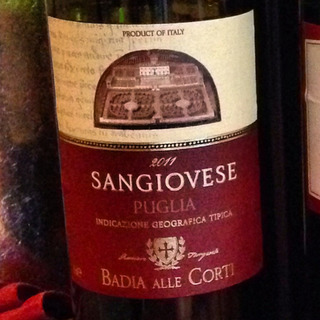 PRODUCT OF ITALY
2011
SANGIOVESE
PUGLIA
INDICAZIONE GEOGRAFICA TIPICA
BADIA ALLE CORTI